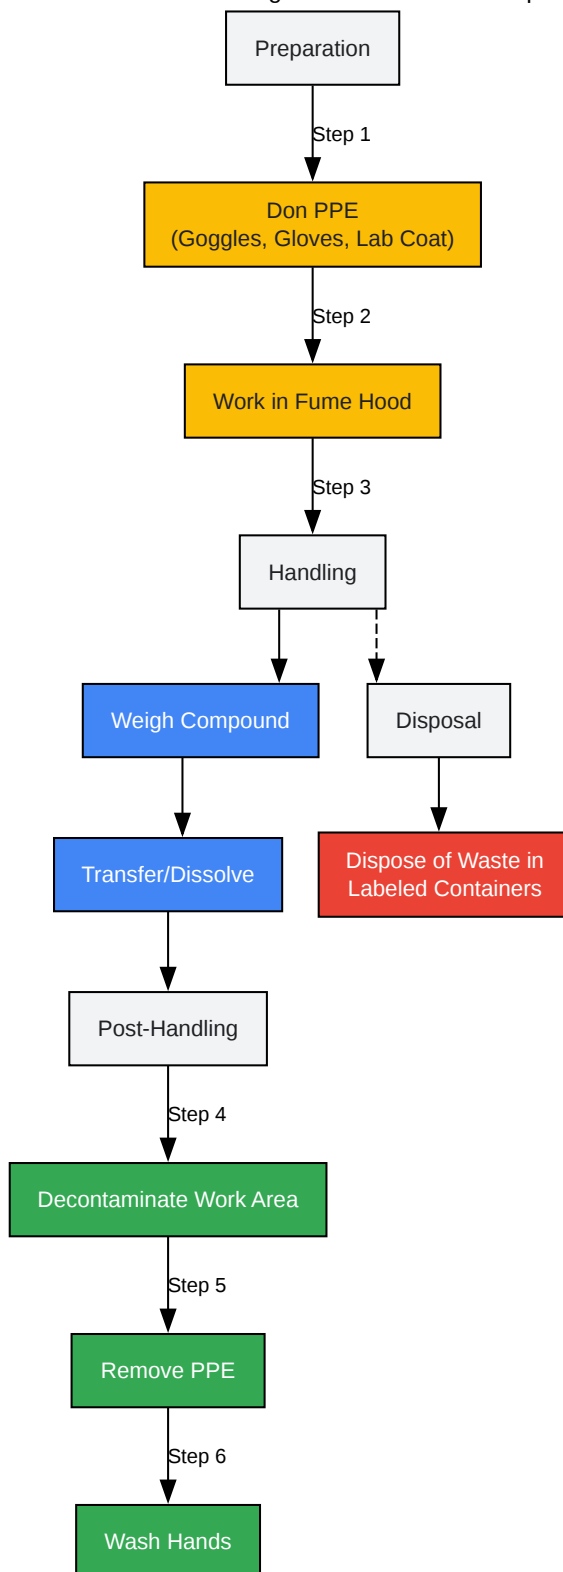 Preparation
Step 1
Don PPE
(Goggles, Gloves, Lab Coat)
Step 2
Work in Fume Hood
Step 3
Handling
Weigh Compound
Disposal
Transfer/Dissolve
Dispose of Waste in
Labeled Containers
Post-Handling
Step 4
Decontaminate Work Area
Step 5
Remove PPE
Step 6
Wash Hands